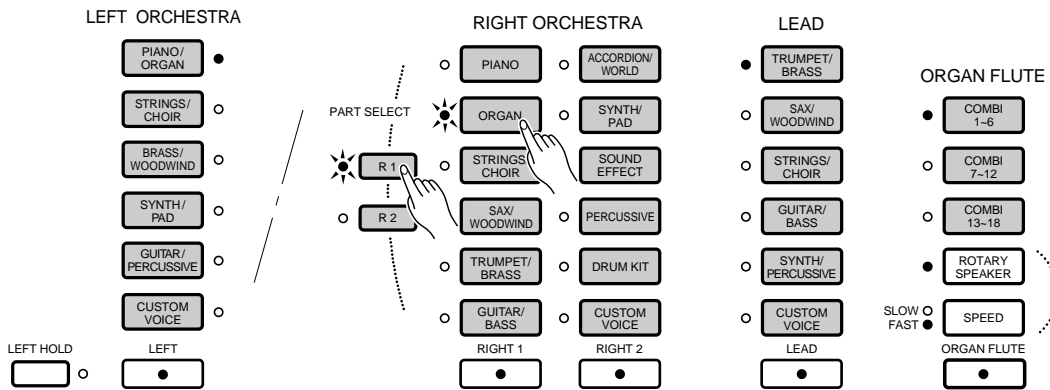 LEFT ORCHESTRA
PIANO/
ORGAN
STRINGS/
CHOIR
BRASS/
WOODWIND
SYNTH/
PAD
GUITAR/
PERCUSSIVE
CUSTOM
VOICE
LEFT HOLD
LEFT
PART SELECT
R 1
R 2
RIGHT ORCHESTRA
PIANO
ORGAN
STRINGS/
CHOIR
SAX/
WOODWIND
TRUMPET/
BRASS
GUITAR/
BASS
RIGHT 1
ACCORDION/
WORLD
SYNTH/
PAD
SOUND
EFFECT
PERCUSSIVE
DRUM KIT
CUSTOM
VOICE
RIGHT 2
LEAD
TRUMPET/
BRASS
SAX/
WOODWIND
STRINGS/
CHOIR
GUITAR/
BASS
SYNTH/
PERCUSSIVE
CUSTOM
VOICE
LEAD
ORGAN FLUTE
COMBI
1~6
COMBI
7~12
COMBI
13~18
ROTARY
SPEAKER
SLOW
FAST
SPEED
ORGAN FLUTE